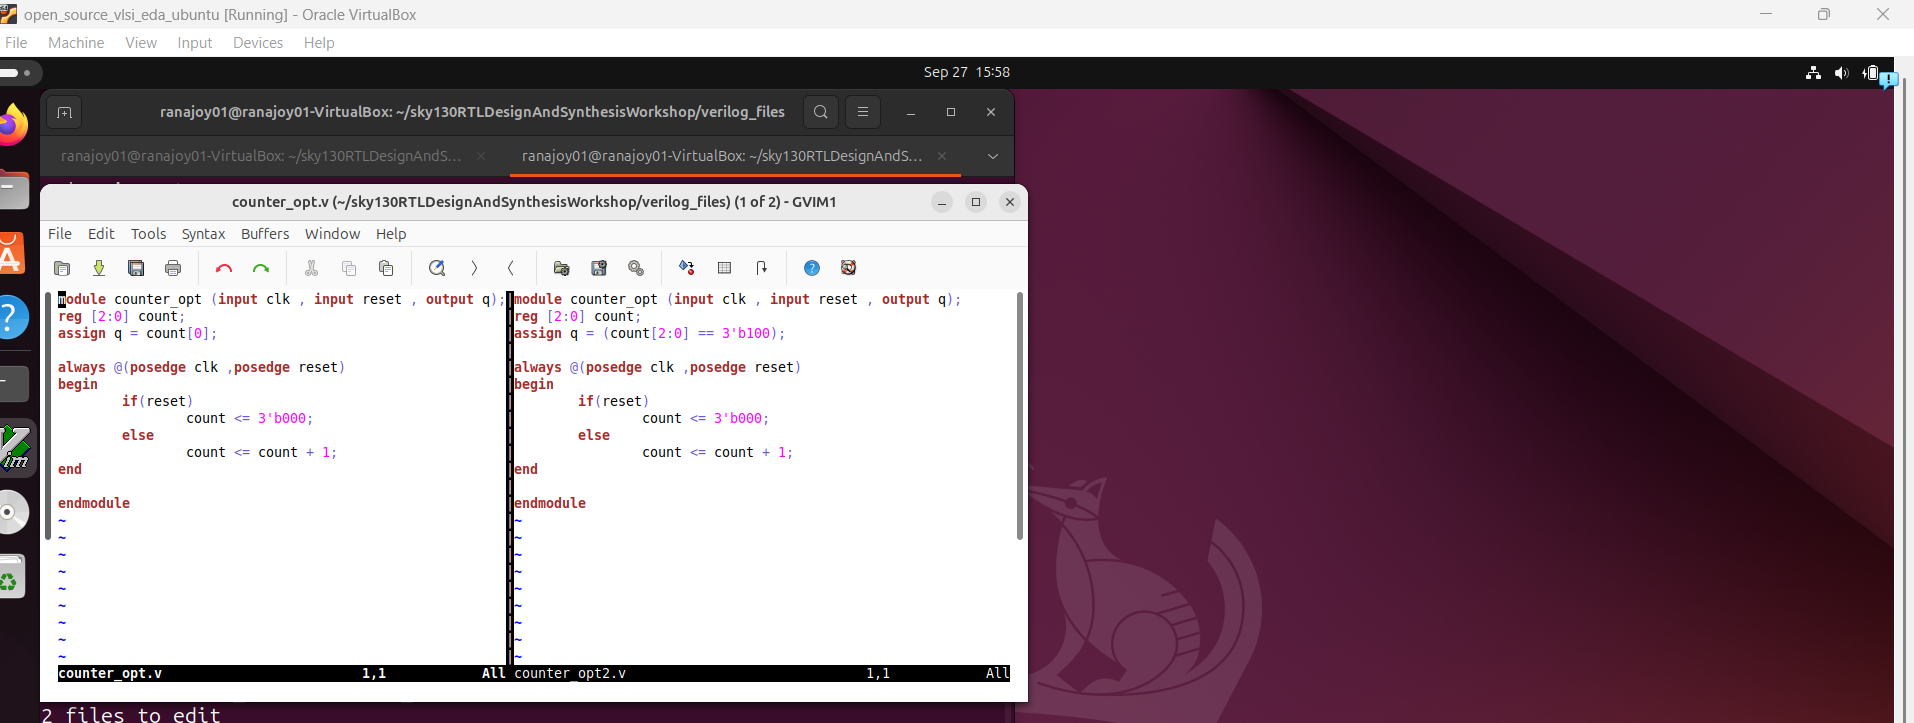 open_source_vlsi_eda_ubuntu [Running] - Oracle VirtualBox
File Machine View Input Devices Help
Sep 27 15:58
ranajoy01@ranajoy01-VirtualBox: ~/sky130RTLDesignAndSynthesisWorkshop/verilog_files
ranajoy01@ranajoy01-VirtualBox: ~/sky130RTLDesignAndS...
ranajoy01@ranajoy01-VirtualBox: ~/sky130RTLDesignAndS...
counter_opt.v (~/sky130RTLDesignAndSynthesisWorkshop/verilog_files) (1 of 2) - GVIM1
File Edit Tools Syntax Buffers Window Help
module counter_opt (input clk , input reset , output q);
reg [2:0] count;
assign q = count[0];
always @(posedge clk ,posedge reset)
begin
if(reset)
count <= 3'b000;
else
count <= count + 1;
end
endmodule
~
~
~
~
~
~
~
~
~
counter_opt.v 1,1 All
module counter_opt (input clk , input reset , output q);
reg [2:0] count;
assign q = (count[2:0] == 3'b100);
always @(posedge clk ,posedge reset)
begin
if(reset)
count <= 3'b000;
else
count <= count + 1;
end
endmodule
~
~
~
~
~
~
~
~
~
counter_opt2.v 1,1 All
2 files to edit